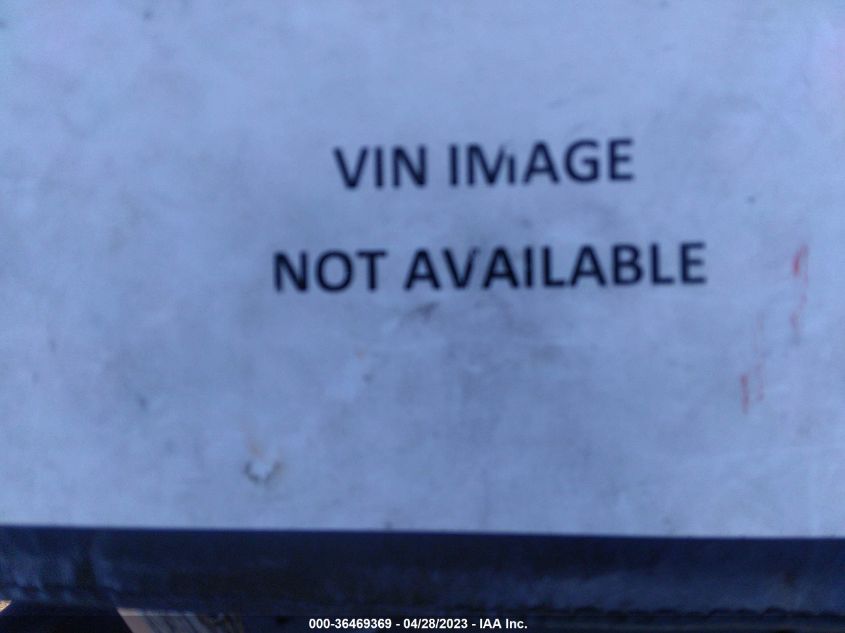 VIN IMAGE
NOT AVAILABLE
000-36469369 - 04/28/2023 - IAA Inc.